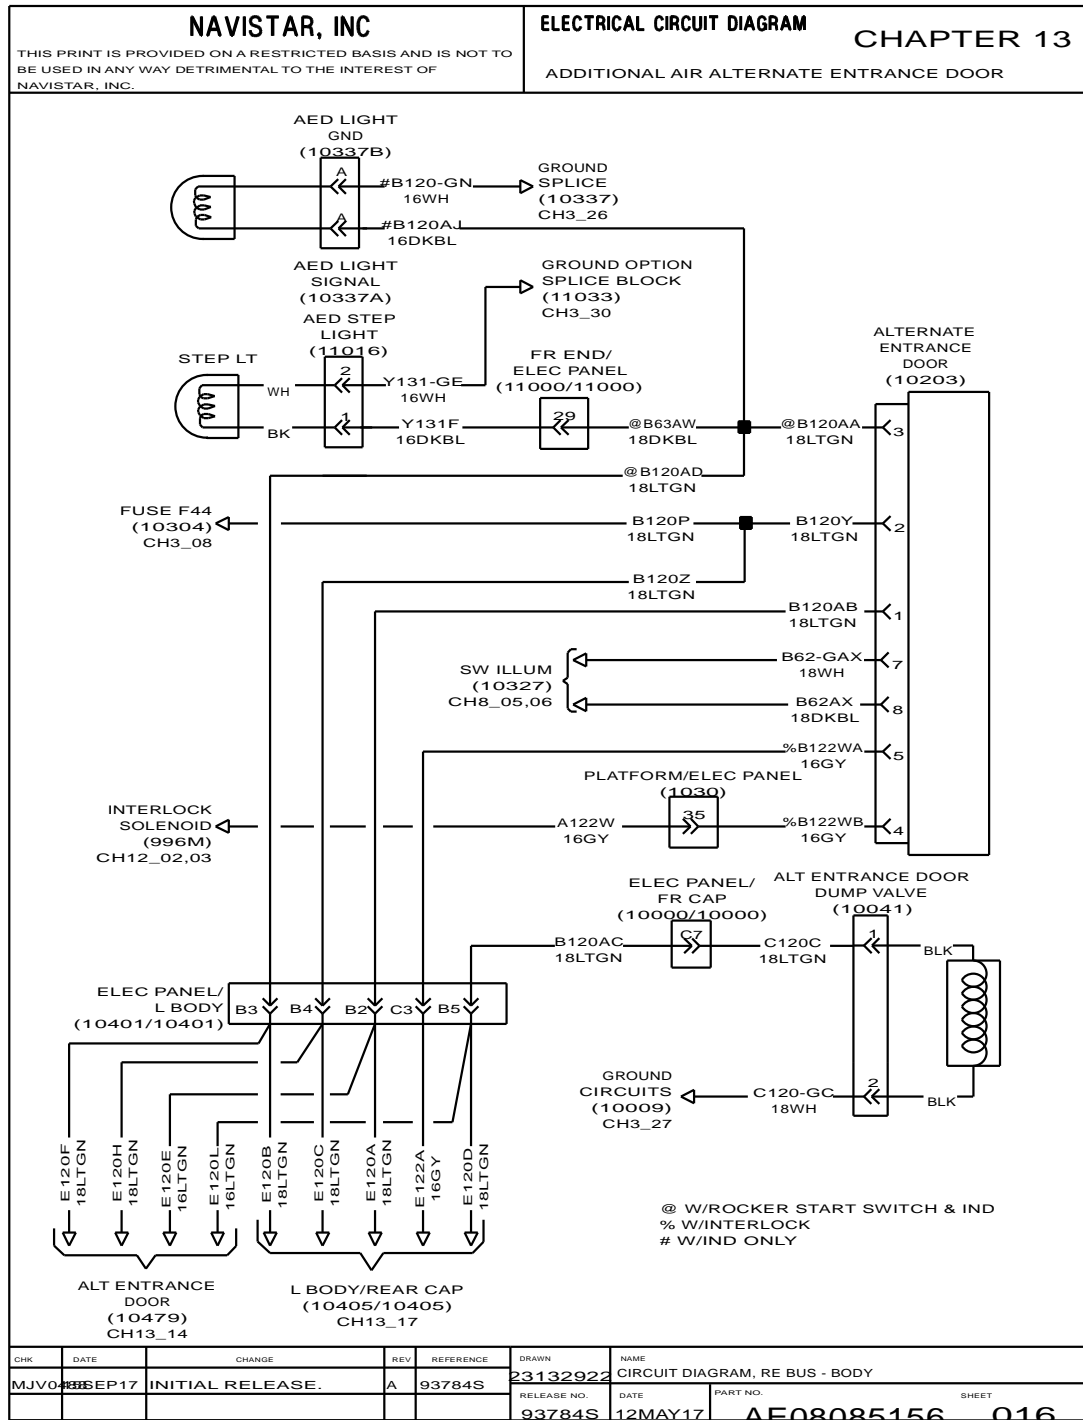 NAVISTAR, INC
THIS PRINT IS PROVIDED ON A RESTRICTED BASIS AND IS NOT TO
BE USED IN ANY WAY DETRIMENTAL TO THE INTEREST OF
NAVISTAR, INC.
ELECTRICAL CIRCUIT DIAGRAM
CHAPTER 13
ADDITIONAL AIR ALTERNATE ENTRANCE DOOR
AED LIGHT
GND
(10337B)
A
#B120-GN
16WH
GROUND
SPLICE
(10337)
CH3_26
A
#B120AJ
16DKBL
AED LIGHT
SIGNAL
(10337A)
GROUND OPTION
SPLICE BLOCK
(11033)
CH3_30
AED STEP
LIGHT
(11016)
STEP LT
WH
2
Y131-GE
16WH
BK
1
Y131F
16DKBL
FR END/
ELEC PANEL
(11000/11000)
29
@B63AW
18DKBL
ALTERNATE
ENTRANCE
DOOR
(10203)
@B120AA
18LTGN
3
@B120AD
18LTGN
FUSE F44
(10304)
CH3_08
B120P
18LTGN
B120Y
18LTGN
2
B120Z
18LTGN
B120AB
18LTGN
1
SW ILLUM
(10327)
CH8_05,06
B62-GAX
18WH
7
B62AX
18DKBL
8
%B122WA
16GY
5
PLATFORM/ELEC PANEL
(1030)
35
INTERLOCK
SOLENOID
(996M)
CH12_02,03
A122W
16GY
%B122WB
16GY
4
ELEC PANEL/
FR CAP
(10000/10000)
C7
ALT ENTRANCE DOOR
DUMP VALVE
(10041)
B120AC
18LTGN
C120C
18LTGN
1
BLK
ELEC PANEL/
L BODY
(10401/10401)
B3
B4
B2
C3
B5
GROUND
CIRCUITS
(10009)
CH3_27
C120-GC
18WH
2
BLK
E120F
18LTGN
E120H
18LTGN
E120E
16LTGN
E120L
16LTGN
E120B
18LTGN
E120C
18LTGN
E120A
18LTGN
E122A
16GY
E120D
18LTGN
@ W/ROCKER START SWITCH & IND
% W/INTERLOCK
# W/IND ONLY
ALT ENTRANCE
DOOR
(10479)
CH13_14
L BODY/REAR CAP
(10405/10405)
CH13_17
CHK DATE CHANGE REV REFERENCE
INITIAL RELEASE. A 93784S
DRAWN
23132922
NAME
CIRCUIT DIAGRAM, RE BUS - BODY
RELEASE NO.
93784S
DATE
12MAY17
PART NO.
AE08085156
SHEET
016